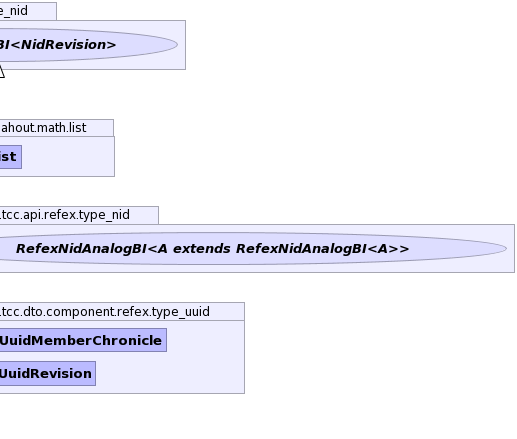 e_nid
BI<NidRevision>
ahout.math.list
ist
.tcc.api.refex.type_nid
RefexNidAnalogBI<A extends RefexNidAnalogBI<A>>
.tcc.dto.component.refex.type_uuid
UuidMemberChronicle
UuidRevision